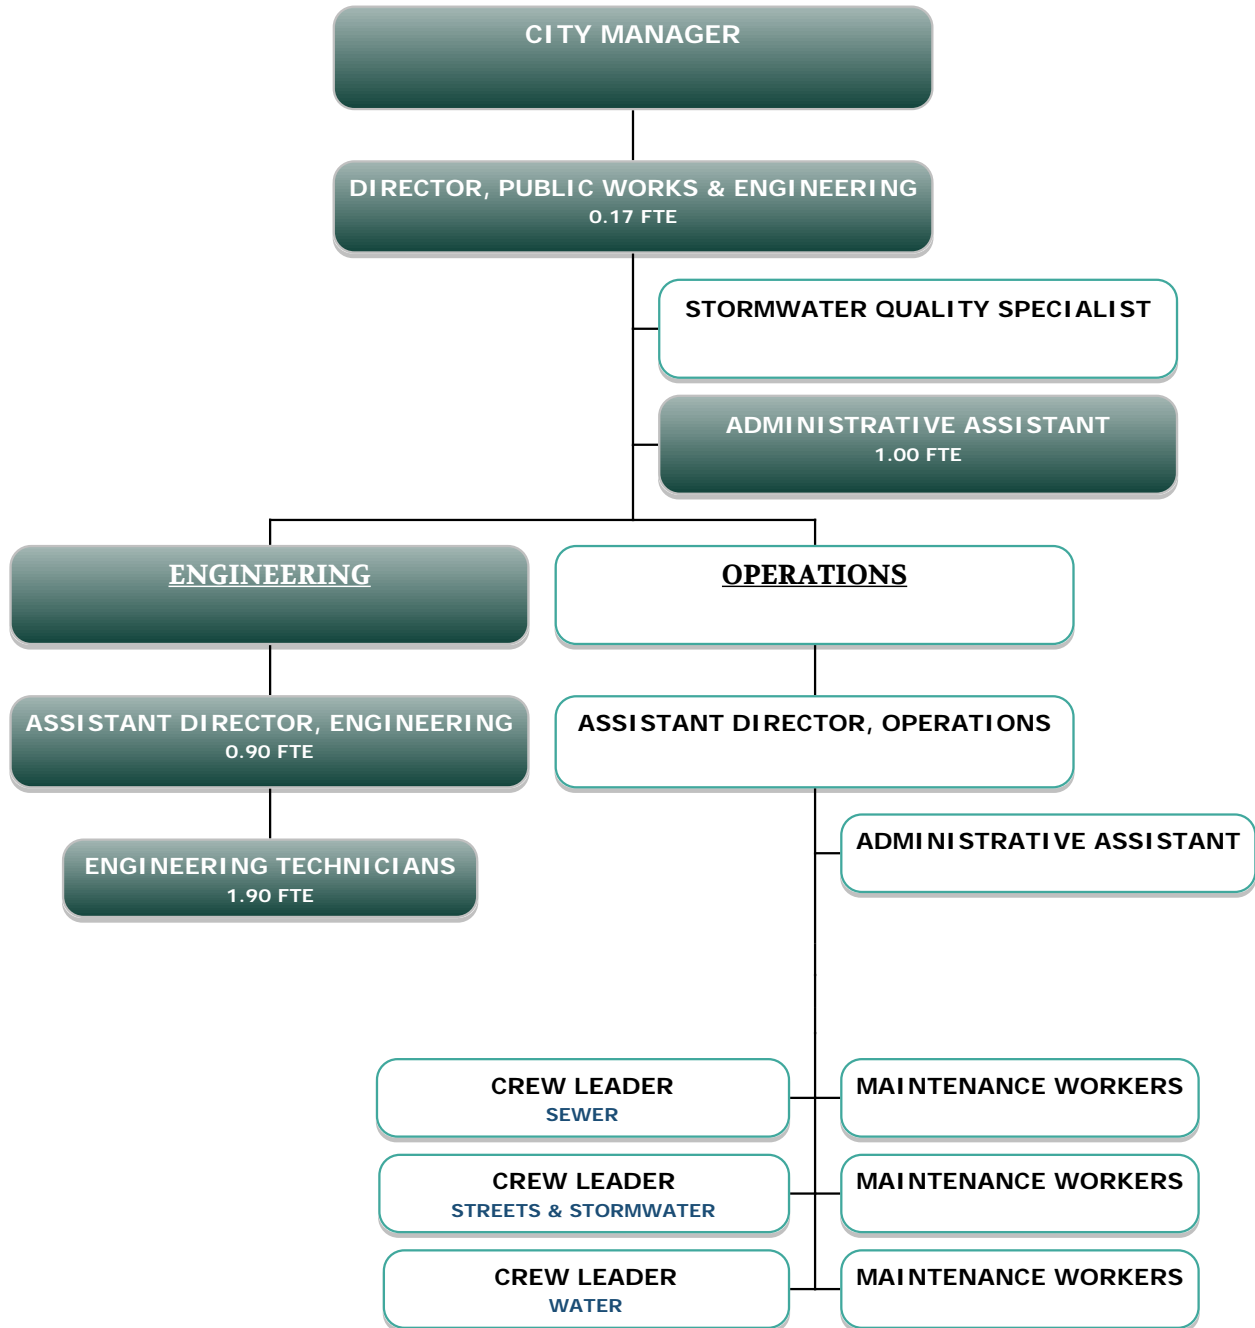 CITY MANAGER
DIRECTOR, PUBLIC WORKS & ENGINEERING
0.17 FTE
STORMWATER QUALITY SPECIALIST
ADMINISTRATIVE ASSISTANT
1.00 FTE
ENGINEERING
OPERATIONS
ASSISTANT DIRECTOR, ENGINEERING
0.90 FTE
ASSISTANT DIRECTOR, OPERATIONS
ADMINISTRATIVE ASSISTANT
ENGINEERING TECHNICIANS
1.90 FTE
CREW LEADER
SEWER
MAINTENANCE WORKERS
CREW LEADER
STREETS & STORMWATER
MAINTENANCE WORKERS
CREW LEADER
WATER
MAINTENANCE WORKERS